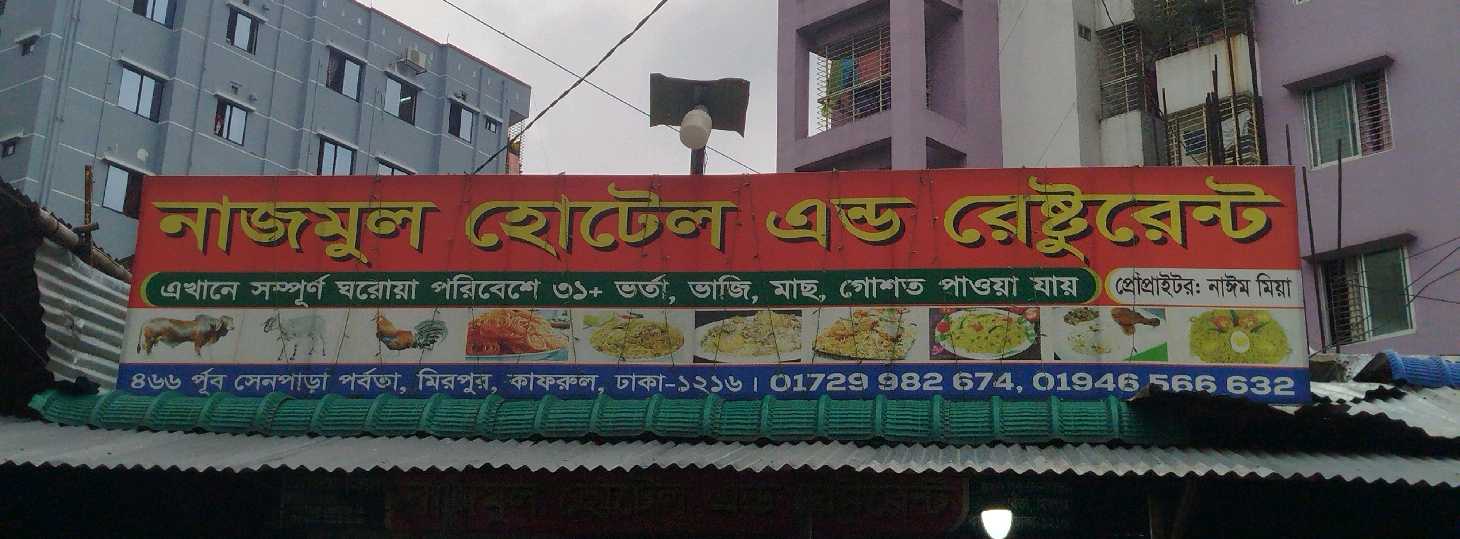 নাজমুল হোটেল এন্ড রেষ্টুরেন্ট
এখানে সম্পূর্ণ ঘরোয়া পরিবেশে ৩১+ ভর্তা, ভাজি, মাছ, গোশত পাওয়া যায়
প্রোপ্রাইটর: নাঈম মিয়া
৪৬৬ র্পূব সেনপাড়া পর্বতা, মিরপুর, কাফরুল, ঢাকা-১২১৬। 01729 982 674, 01946 566 632
হোটেল এন্ড